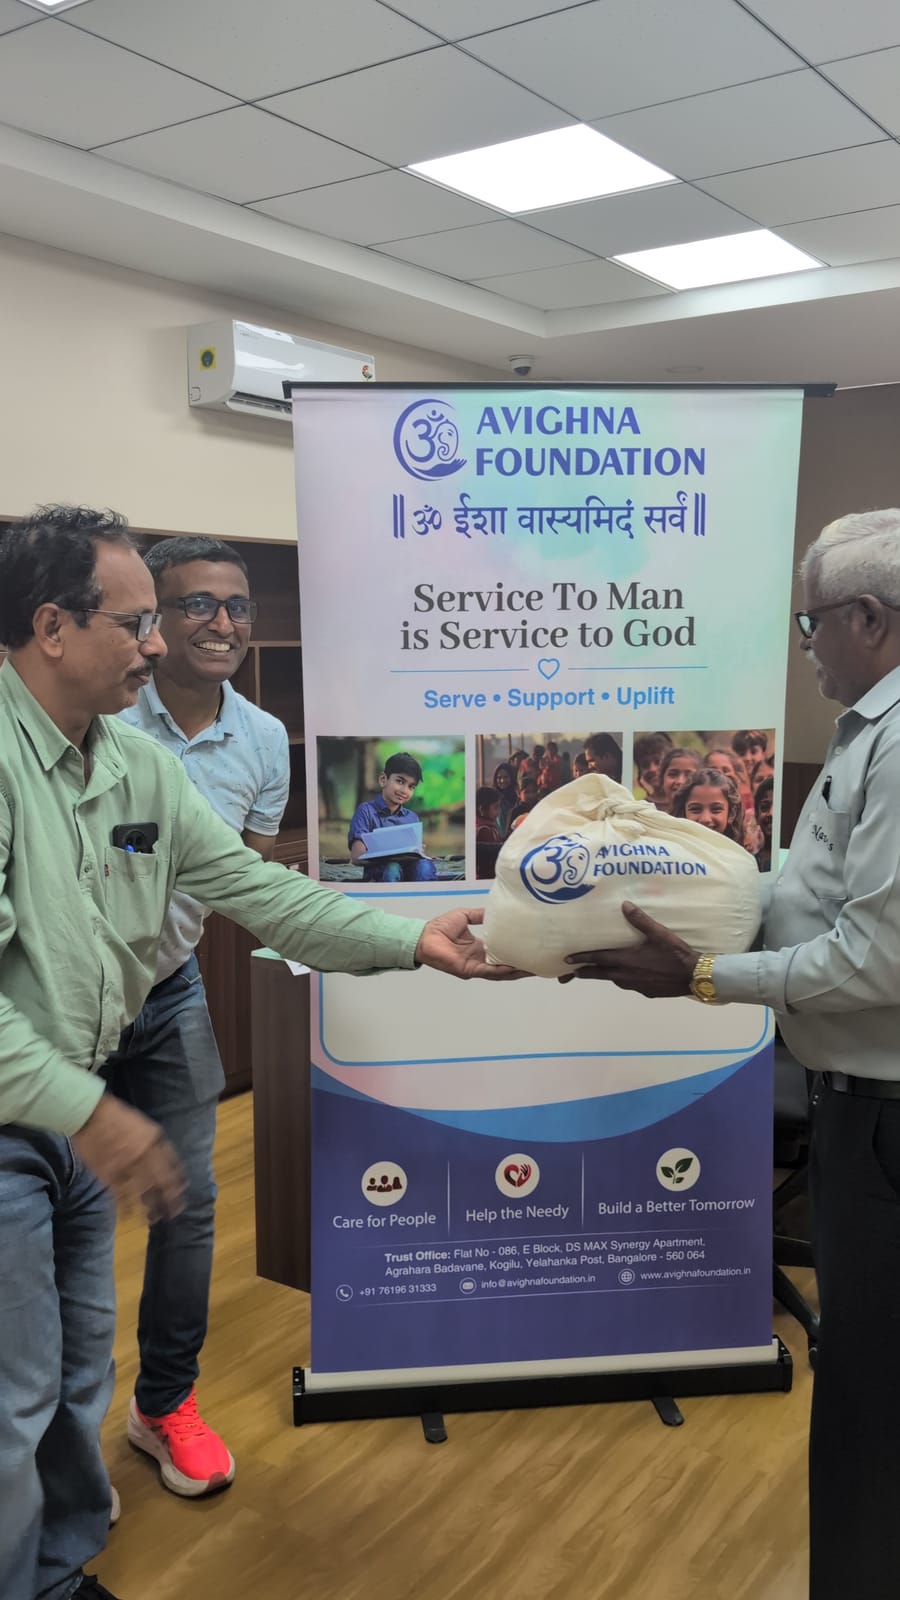 AVIGHNA
FOUNDATION
||ॐ ईशा वास्यमिदं सर्वं||
Service To Man
is Service to God
Serve • Support • Uplift
AVIGHNA
FOUNDATION
Care for People
Help the Needy
Build a Better Tomorrow
Trust Office: Flat No - 086, E Block, DS MAX Synergy Apartment,
Agrahara Badavane, Kogilu, Yelahanka Post, Bangalore - 560 064
+91 76196 31333
info@avighnafoundation.in
www.avighnafoundation.in